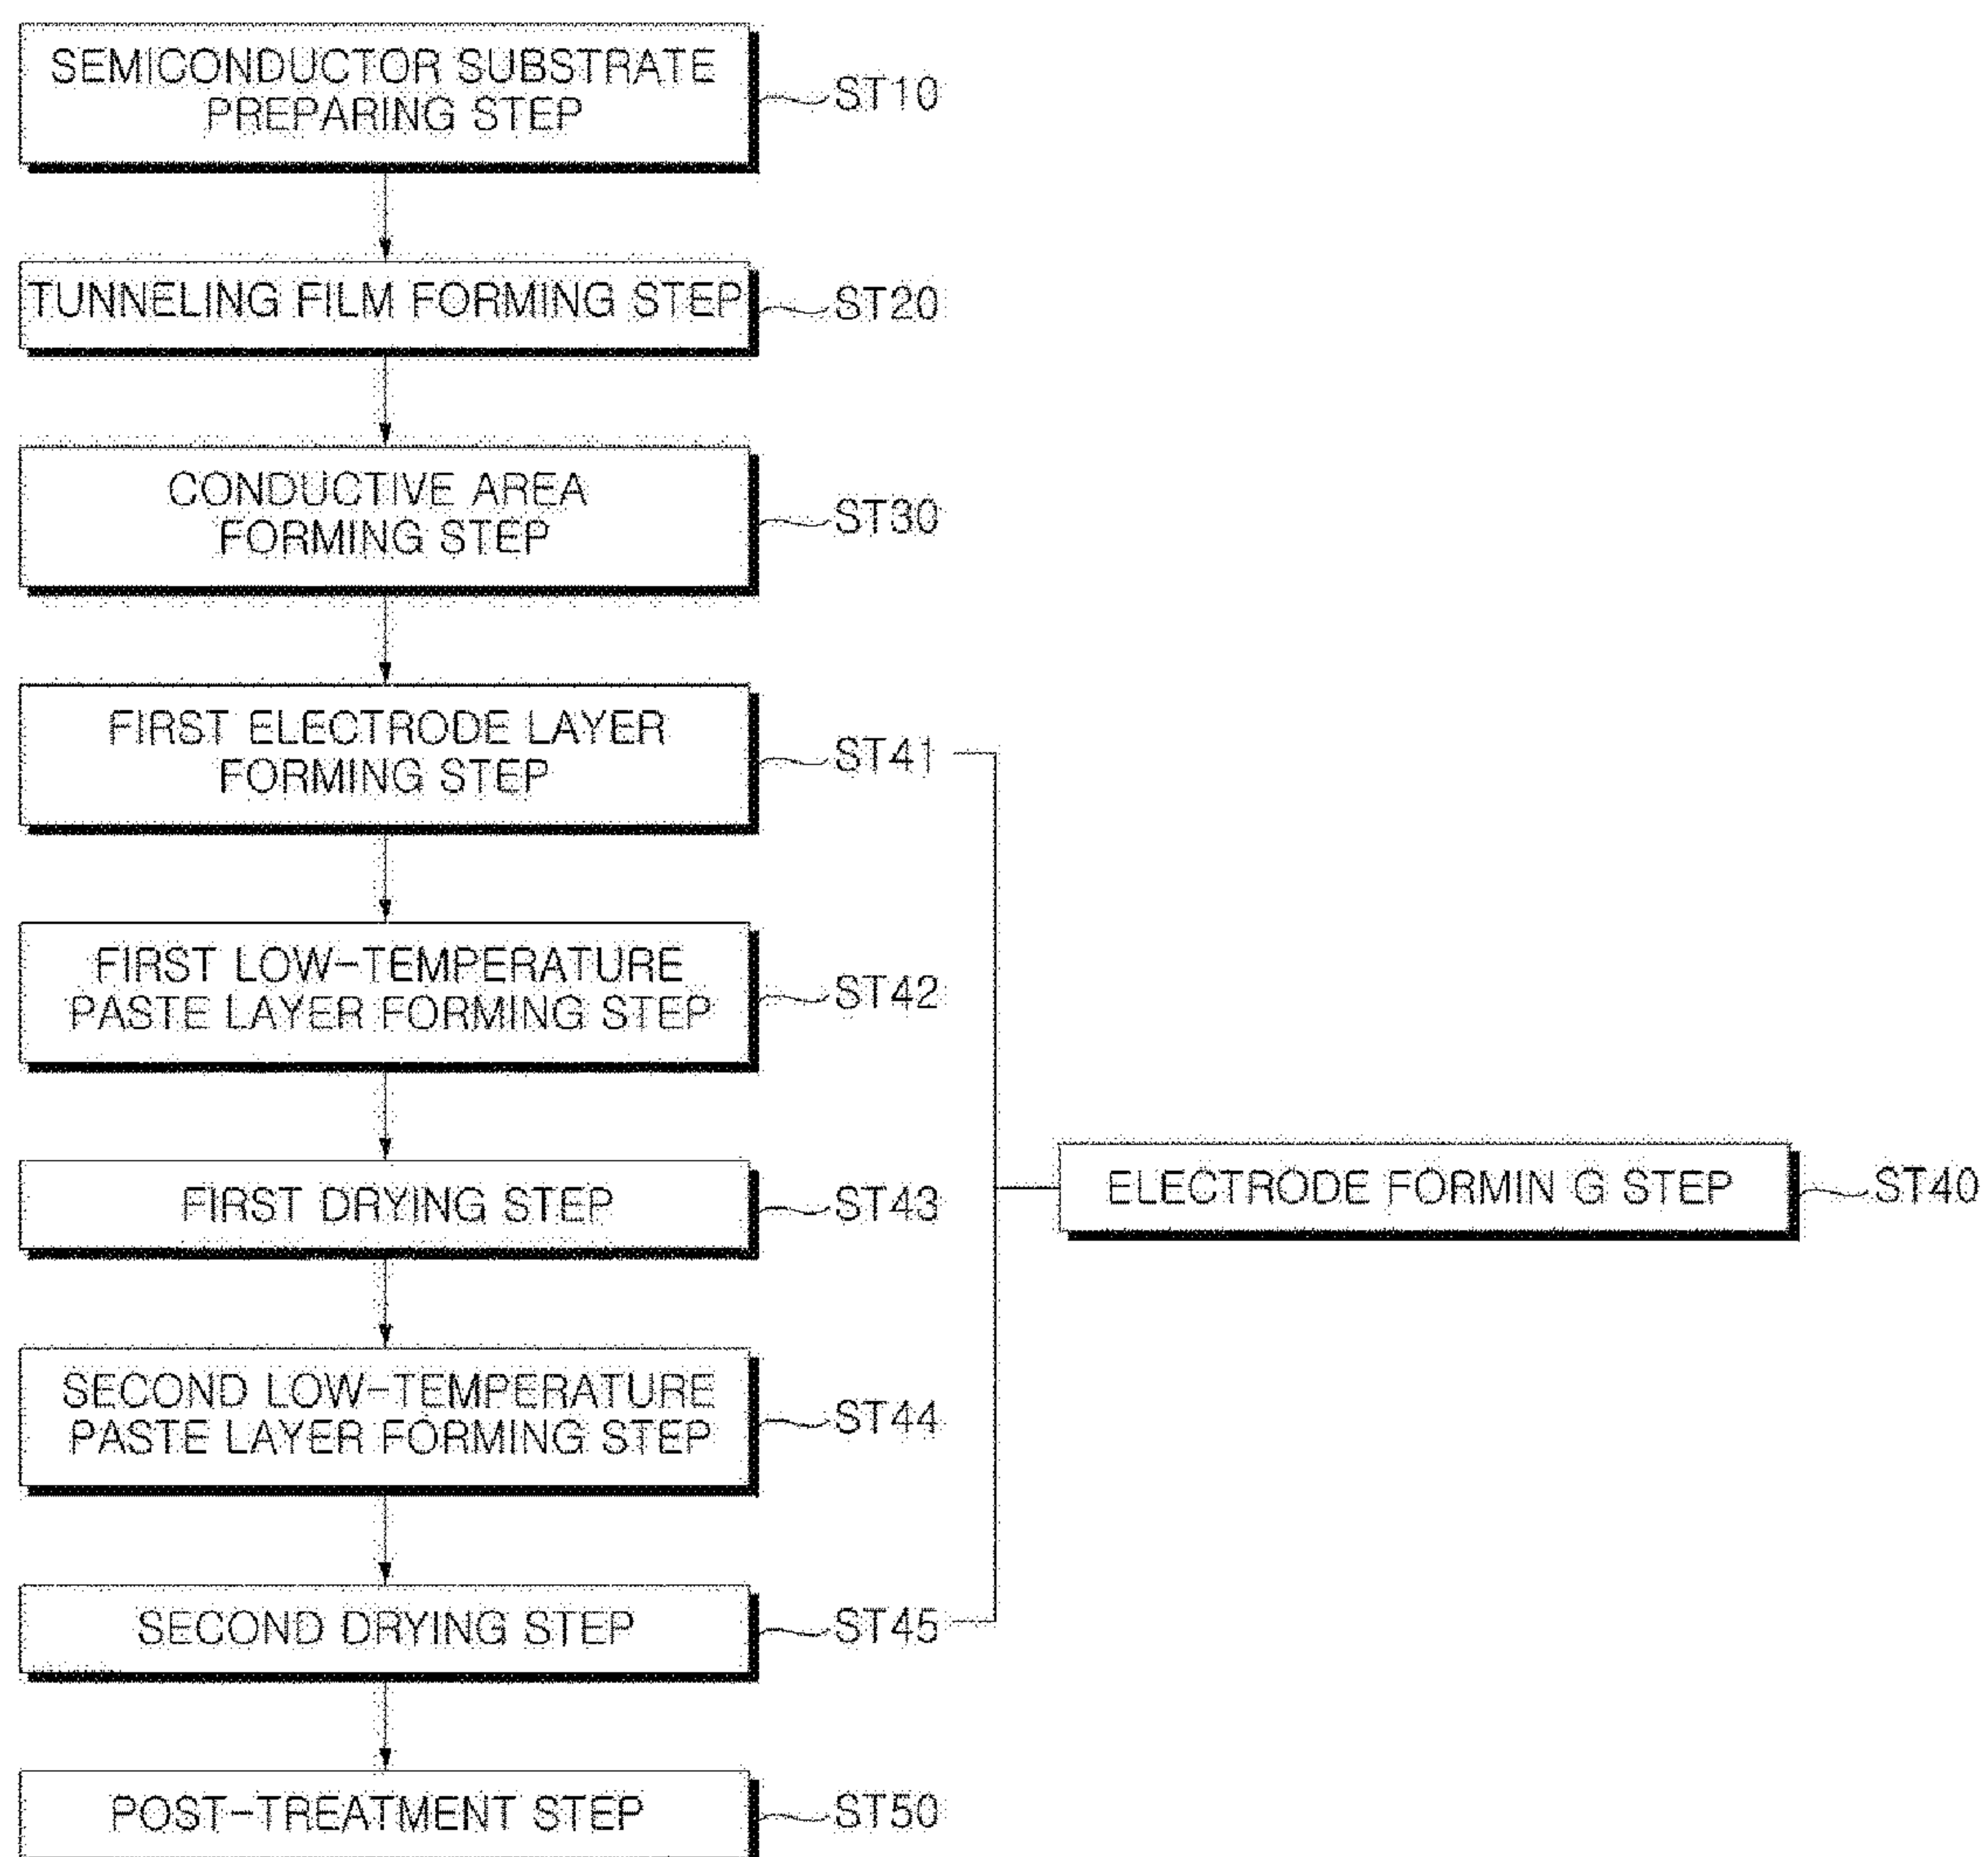 SEMICONDUCTOR SUBSTRATE
PREPARING STEP
ST10
TUNNELING FILM FORMING STEP
ST20
CONDUCTIVE AREA
FORMING STEP
ST30
FIRST ELECTRODE LAYER
FORMING STEP
ST41
FIRST LOW-TEMPERATURE
PASTE LAYER FORMING STEP
ST42
FIRST DRYING STEP
ST43
SECOND LOW-TEMPERATURE
PASTE LAYER FORMING STEP
ST44
SECOND DRYING STEP
ST45
ELECTRODE FORMIN G STEP
ST40
POST-TREATMENT STEP
ST50